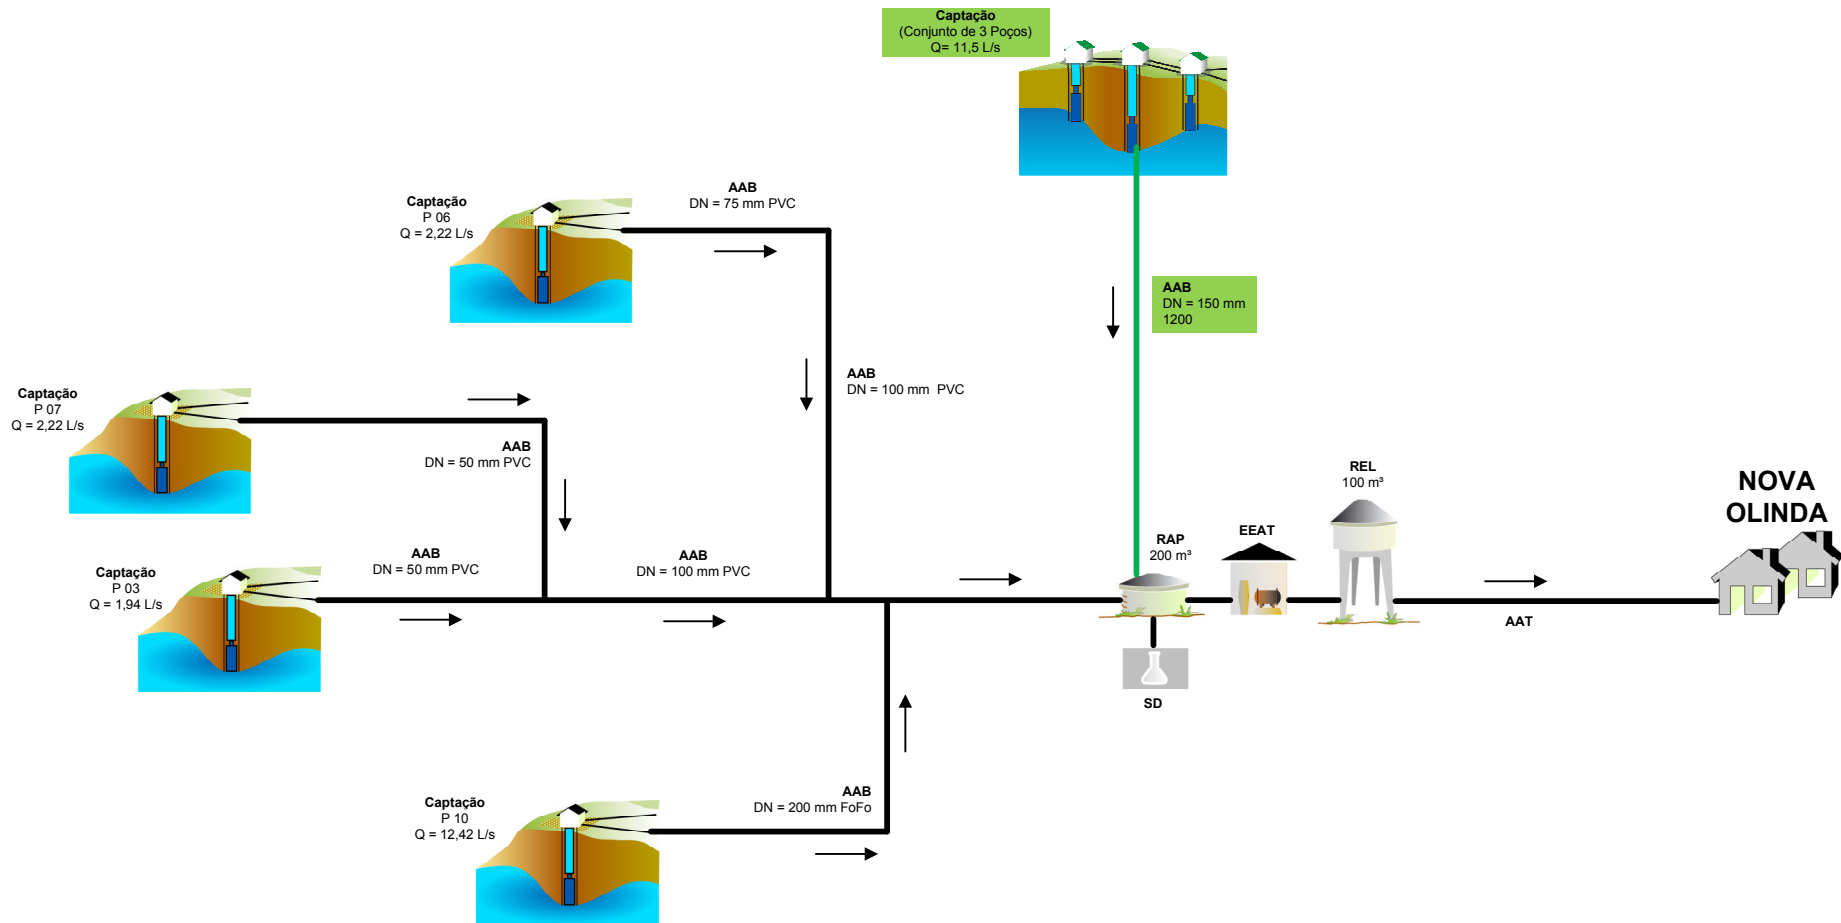 Captação
(Conjunto de 3 Poços)
Q= 11,5 L/s
AAB
DN = 75 mm PVC
Captação
P 06
Q = 2,22 L/s
AAB
DN = 150 mm
1200
AAB
DN = 100 mm  PVC
Captação
P 07
Q = 2,22 L/s
AAB
DN = 50 mm PVC
REL
100 m³
NOVA
OLINDA
AAB
DN = 50 mm PVC
AAB
DN = 100 mm PVC
RAP
200 m³
EEAT
Captação
P 03
Q = 1,94 L/s
AAT
SD
AAB
DN = 200 mm FoFo
Captação
P 10
Q = 12,42 L/s